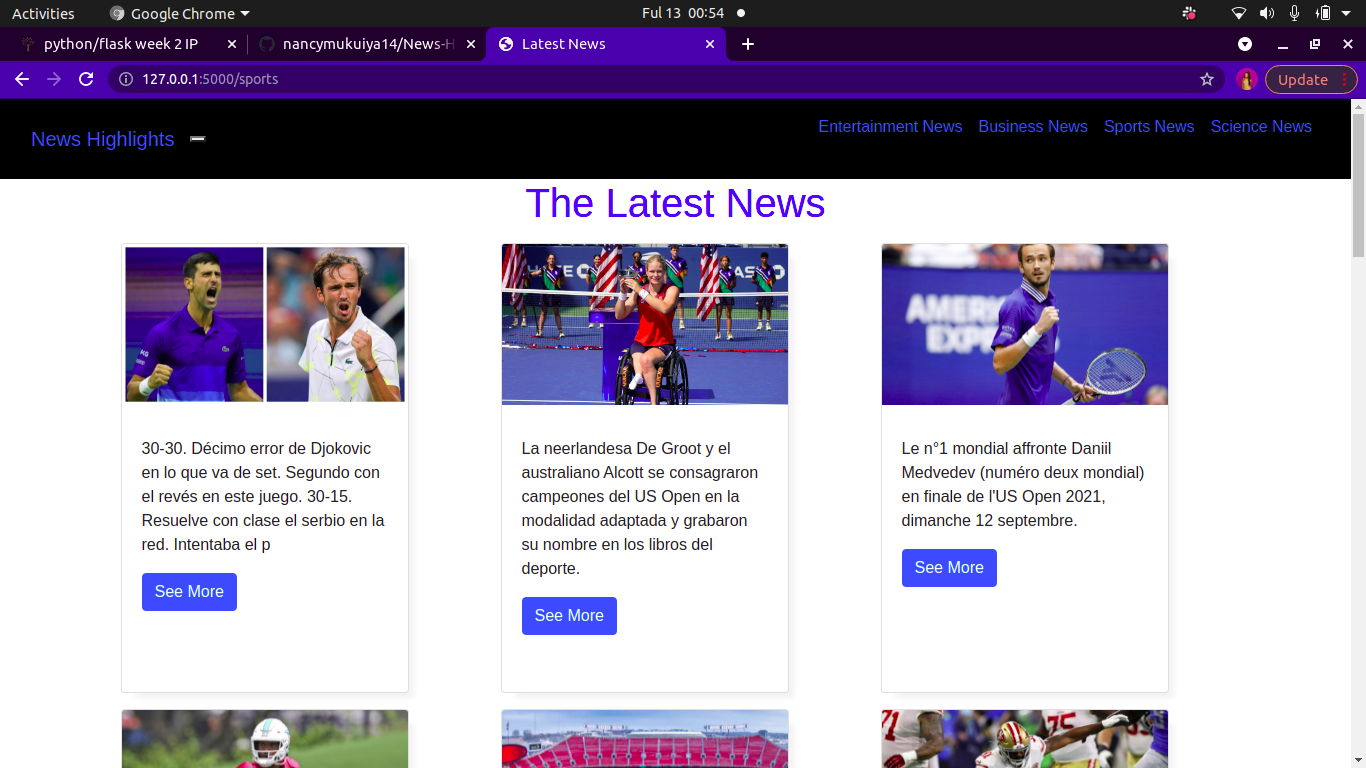 Activities Google Chrome Ful 13 00:54
python/flask week 2 IP nancymukuiya14/News-H Latest News
127.0.0.1:5000/sports Update
News Highlights Entertainment News Business News Sports News Science News
The Latest News
30-30. Décimo error de Djokovic
en lo que va de set. Segundo con
el revés en este juego. 30-15.
Resuelve con clase el serbio en la
red. Intentaba el p
See More
La neerlandesa De Groot y el
australiano Alcott se consagraron
campeones del US Open en la
modalidad adaptada y grabaron
su nombre en los libros del
deporte.
See More
AMERIC
EXPR
Le n°1 mondial affronte Daniil
Medvedev (numéro deux mondial)
en finale de l'US Open 2021,
dimanche 12 septembre.
See More
71
75